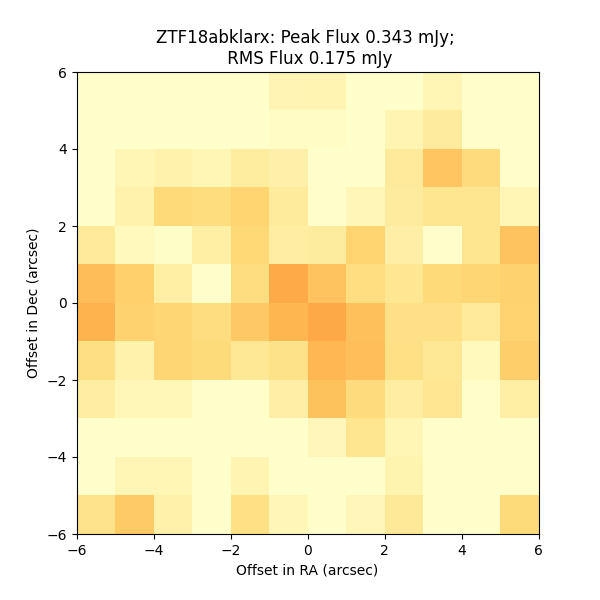 ZTF18abklarx: Peak Flux 0.343 mJy;
RMS Flux 0.175 mJy
6
4
2
0
−2
−4
−6
Offset in Dec (arcsec)
−6 −4 −2 0 2 4 6
Offset in RA (arcsec)